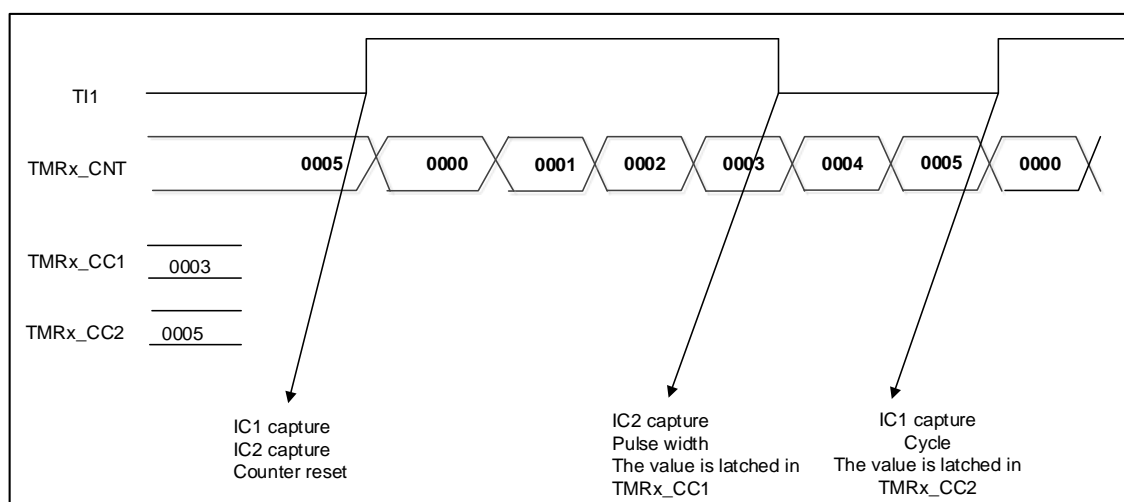 TI1
TMRx_CNT
0005 0000 0001 0002 0003 0004 0005 0000
TMRx_CC1
0003
TMRx_CC2
0005
IC1 capture
IC2 capture
Counter reset
IC2 capture
Pulse width
The value is latched in
TMRx_CC1
IC1 capture
Cycle
The value is latched in
TMRx_CC2